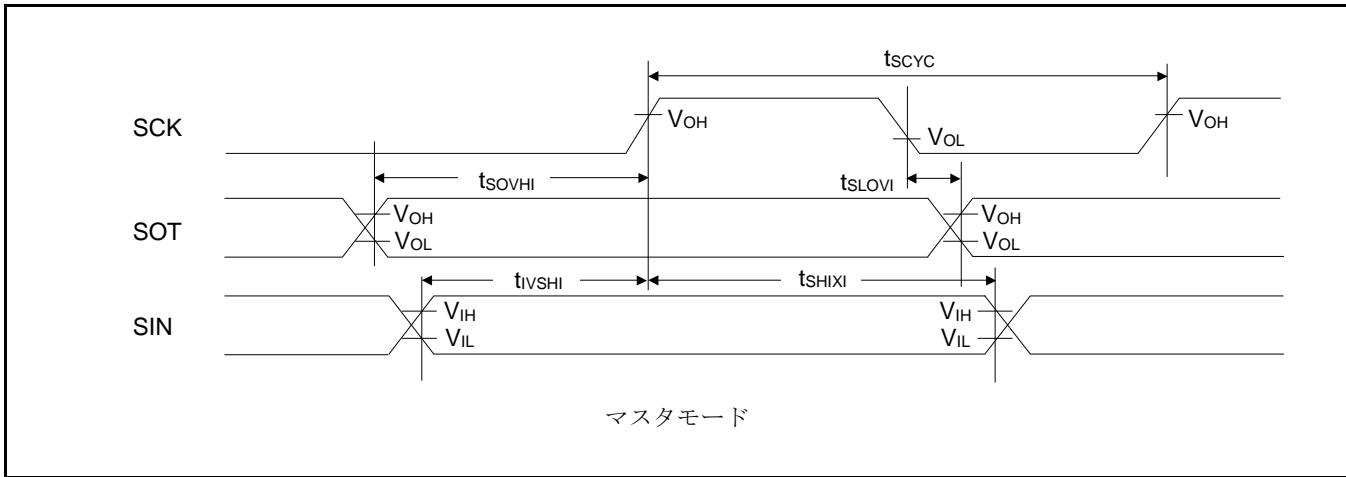 tSCYC
SCK
VOH
VOL
VOH
tSOVHI
tSLOVI
SOT
VOH
VOL
VOH
VOL
tIVSHI
tSHIXI
SIN
VIH
VIL
VIH
VIL
マスタモード